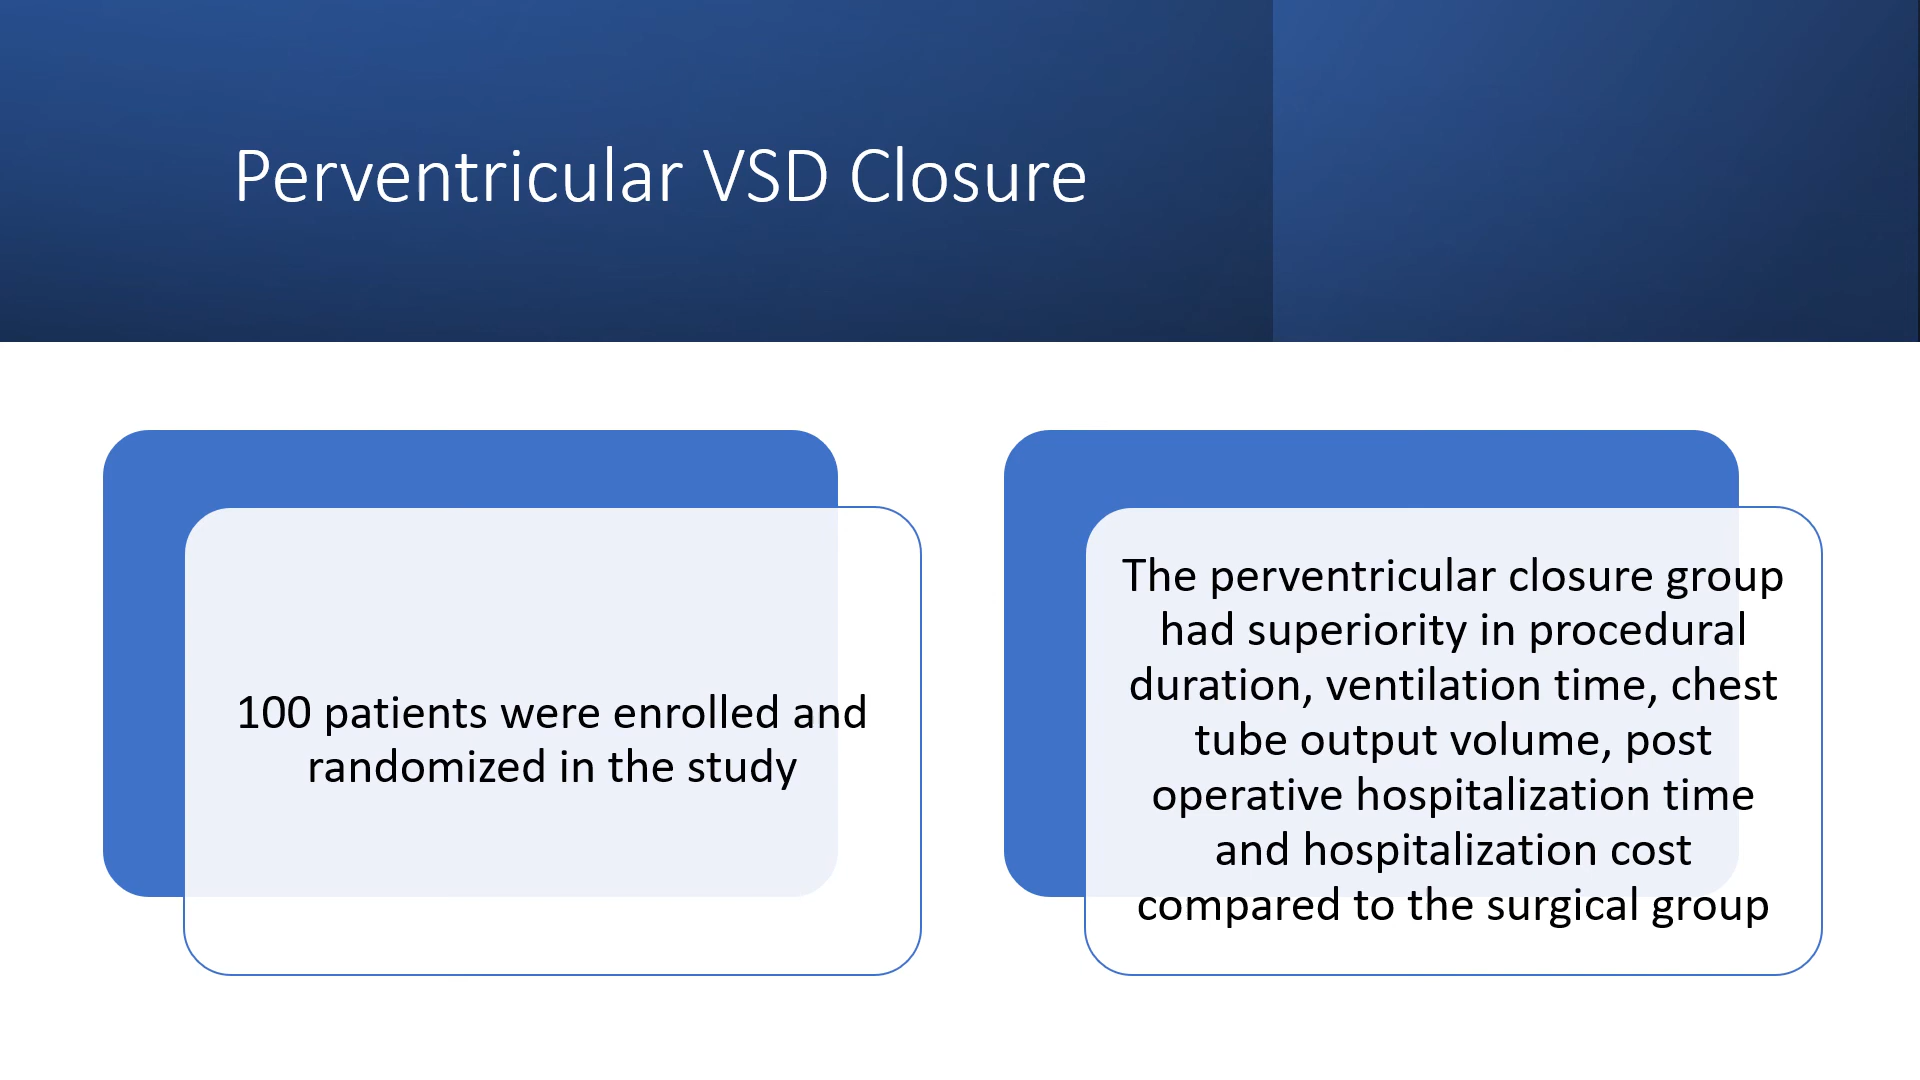 Perventricular VSD Closure
100 patients were enrolled and
randomized in the study
The perventricular closure group
had superiority in procedural
duration, ventilation time, chest
tube output volume, post
operative hospitalization time
and hospitalization cost
compared to the surgical group